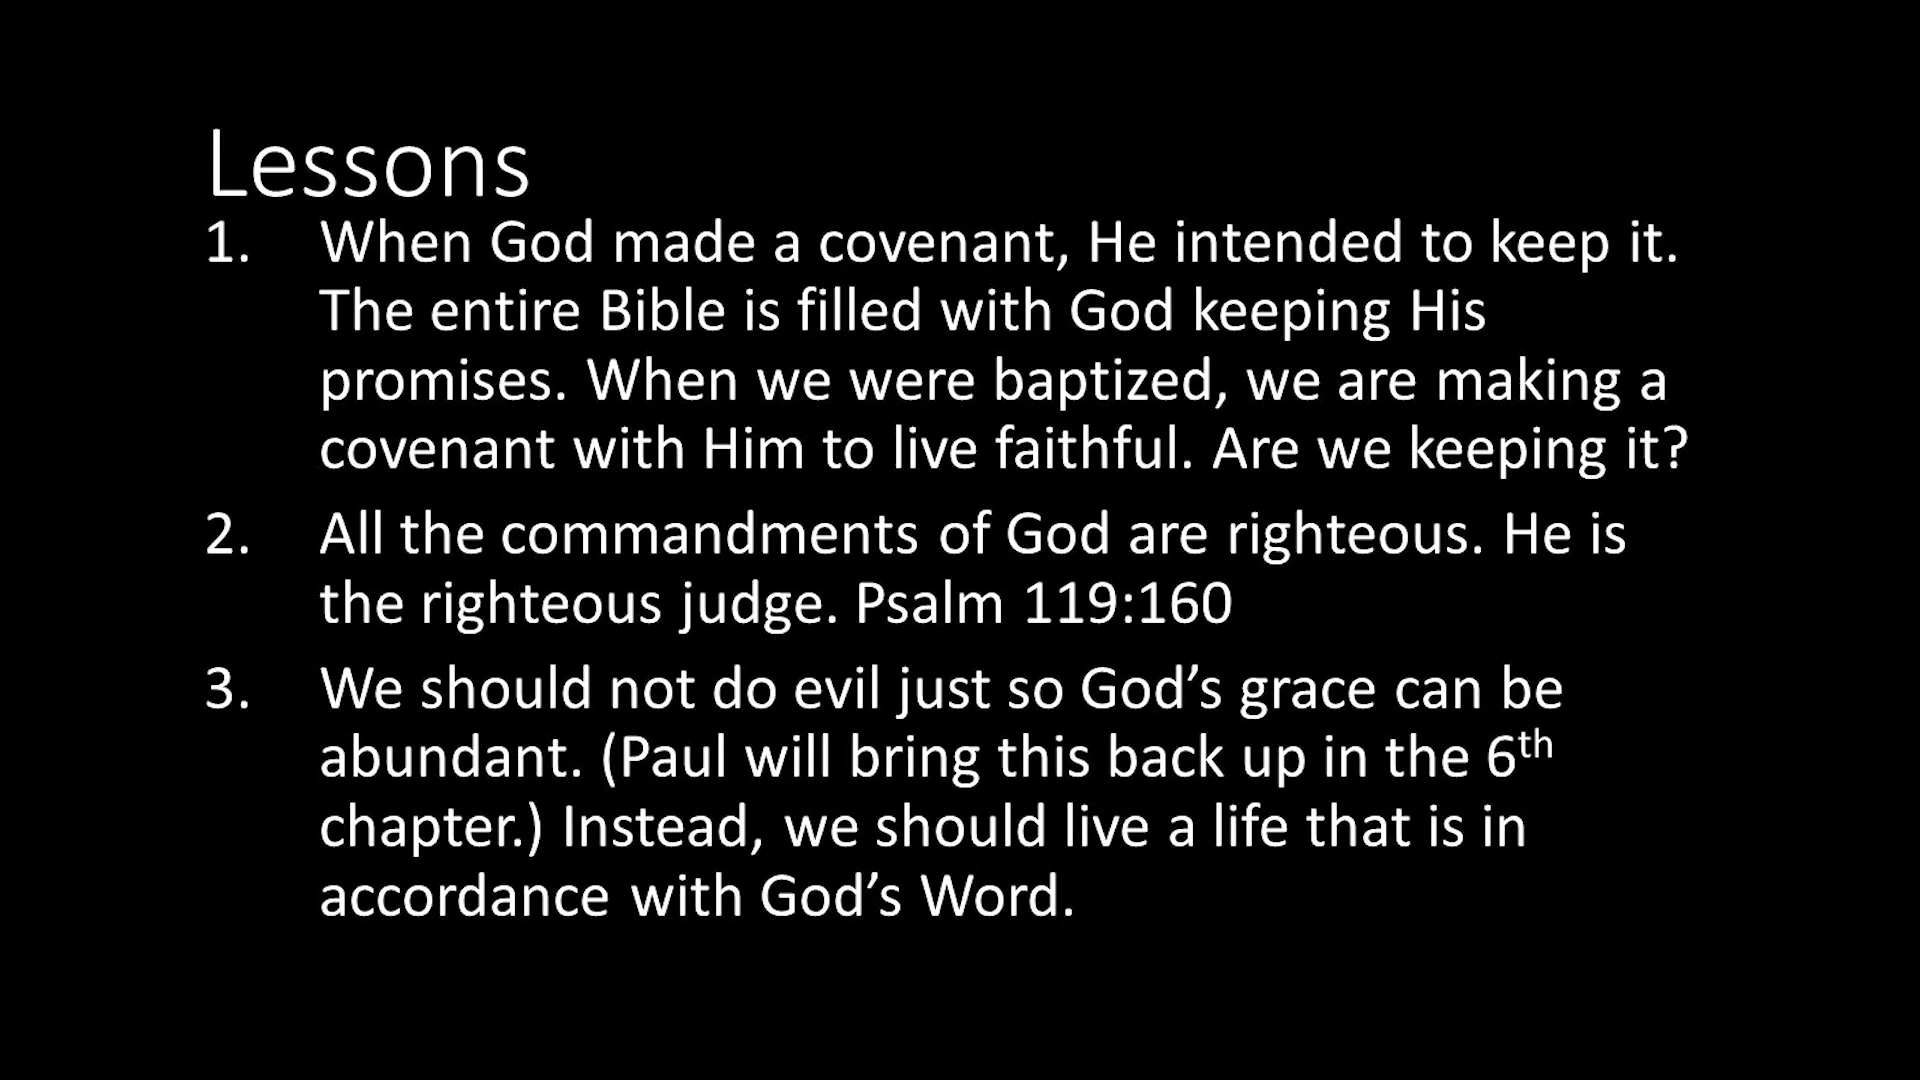 Lessons
1. When God made a covenant, He intended to keep it.
The entire Bible is filled with God keeping His
promises. When we were baptized, we are making a
covenant with Him to live faithful. Are we keeping it?
2. All the commandments of God are righteous. He is
the righteous judge. Psalm 119:160
3. We should not do evil just so God’s grace can be
abundant. (Paul will bring this back up in the 6th
chapter.) Instead, we should live a life that is in
accordance with God’s Word.